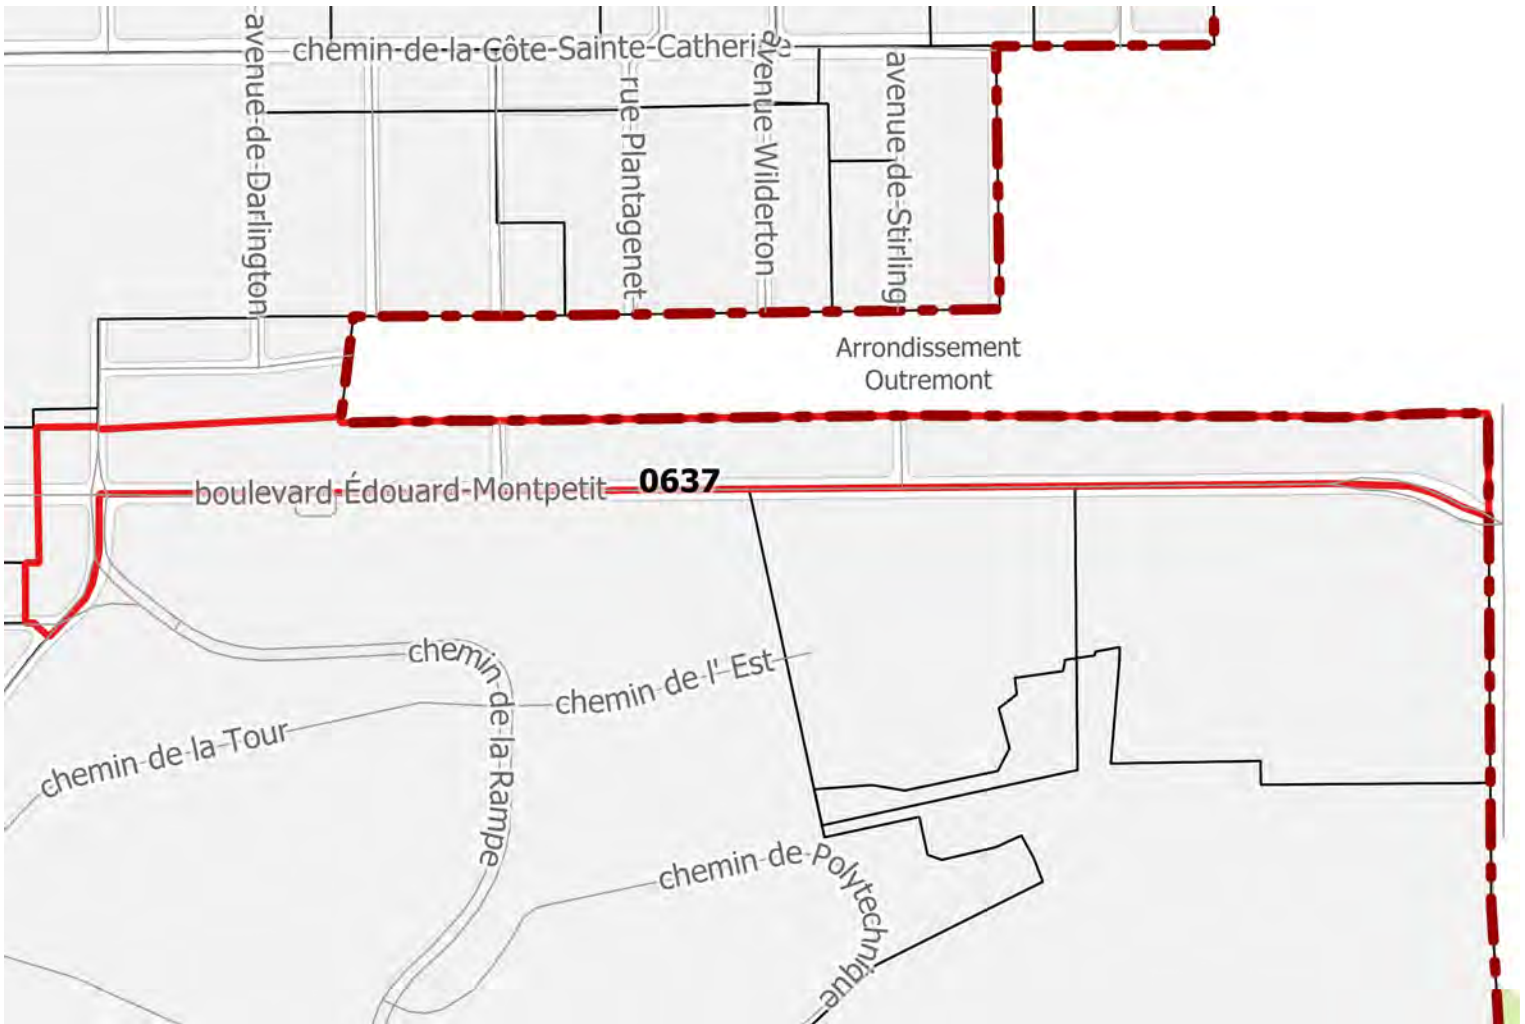 chemin-de-la-Côte-Sainte-Catherine
avenue-de-Darlington
rue-Plantagenet
avenue-Wilderton
avenue-de-Stirling
Arrondissement
Outremont
boulevard-Édouard-Montpetit
0637
chemin-de-la-Rampe
chemin-de-l'-Est
chemin-de-la-Tour
chemin-de-Polytechnique